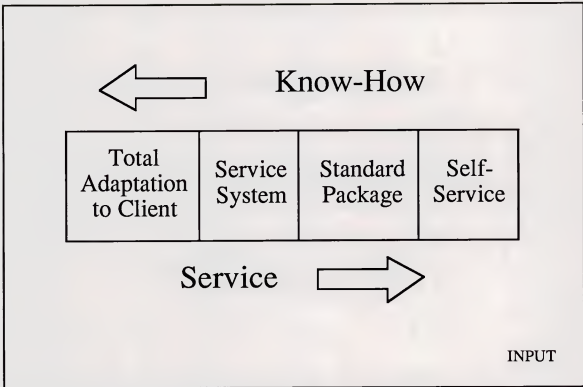 Know-How
Total
Adaptation
to Client
Service
System
Standard
Package
Self-
Service
Service
INPUT